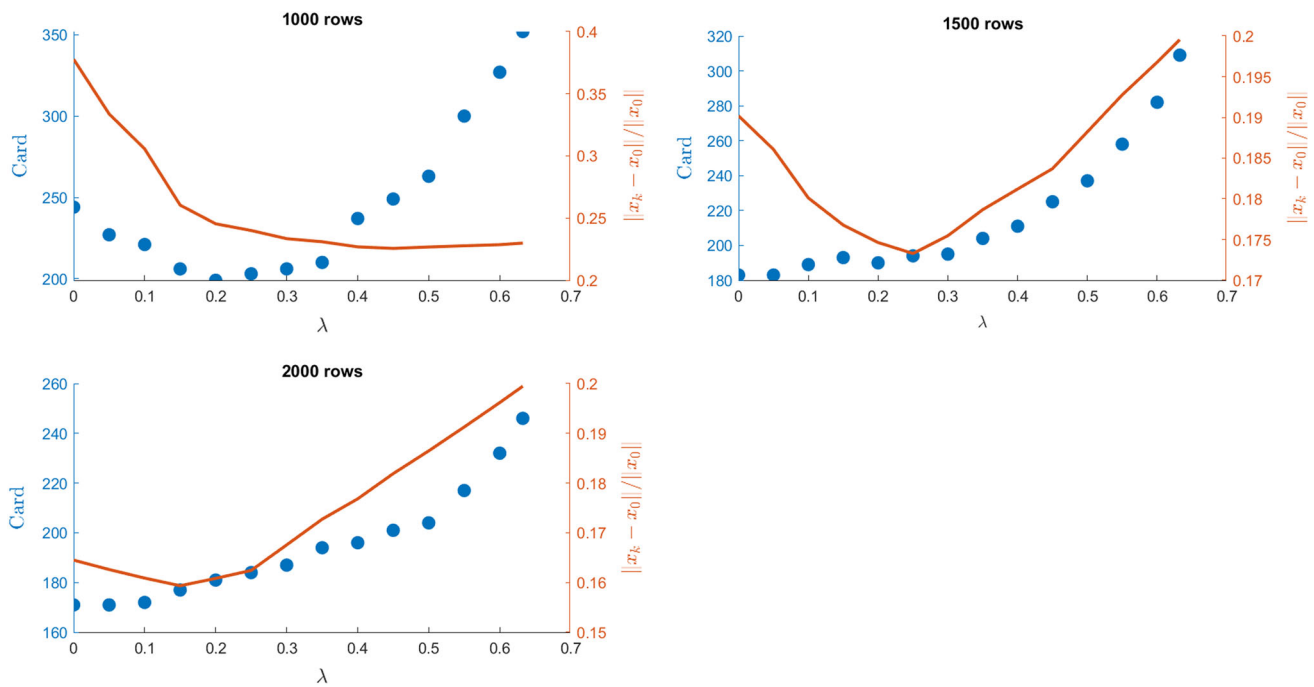 1000 rows
350
300
250
200
Card
0.4
0.35
0.3
0.25
0.2
‖x_k − x_0‖/‖x_0‖
0 0.1 0.2 0.3 0.4 0.5 0.6 0.7
λ
1500 rows
320
300
280
260
240
220
200
180
Card
0.2
0.195
0.19
0.185
0.18
0.175
0.17
‖x_k − x_0‖/‖x_0‖
0 0.1 0.2 0.3 0.4 0.5 0.6 0.7
λ
2000 rows
260
240
220
200
180
160
Card
0.2
0.19
0.18
0.17
0.16
0.15
‖x_k − x_0‖/‖x_0‖
0 0.1 0.2 0.3 0.4 0.5 0.6 0.7
λ